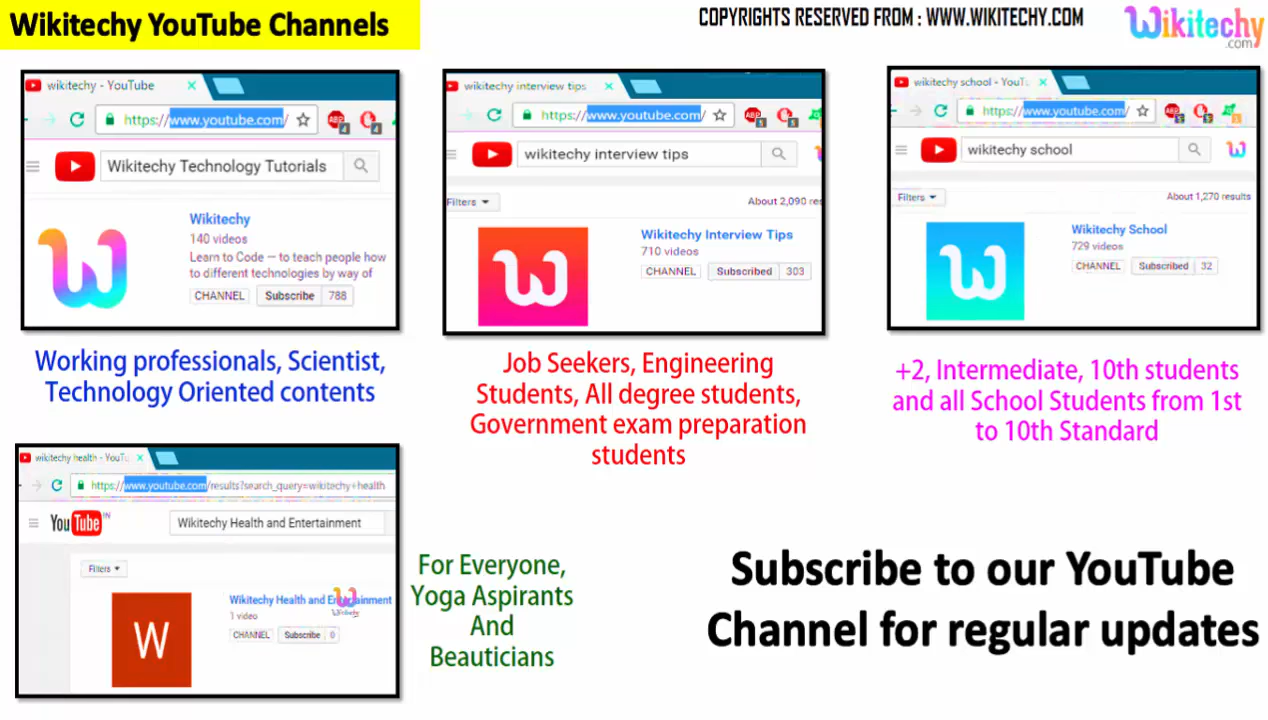 Wikitechy YouTube Channels
COPYRIGHTS RESERVED FROM : WWW.WIKITECHY.COM
Wikitechy
.com
wikitechy - YouTube
https://www.youtube.com/
ABP
4
4
Wikitechy Technology Tutorials
Wikitechy
140 videos
Learn to Code — to teach people how
to different technologies by way of
CHANNEL
Subscribe 788
Working professionals, Scientist,
Technology Oriented contents
wikitechy interview tips
https://www.youtube.com/
ABP
5
5
wikitechy interview tips
Filters
About 2,090 res
Wikitechy Interview Tips
710 videos
CHANNEL
Subscribed 303
Job Seekers, Engineering
Students, All degree students,
Government exam preparation
students
wikitechy school - YouTu
https://www.youtube.com/
ABP
wikitechy school
Filters
About 1,270 results
Wikitechy School
729 videos
CHANNEL
Subscribed 32
+2, Intermediate, 10th students
and all School Students from 1st
to 10th Standard
wikitechy health - YouTu
https://www.youtube.com/results?search_query=wikitechy+health
YouTube IN
Wikitechy Health and Entertainment
Filters
W
Wikitechy Health and Entertainment
1 video
Wikitechy
CHANNEL
Subscribe 0
For Everyone,
Yoga Aspirants
And
Beauticians
Subscribe to our YouTube
Channel for regular updates